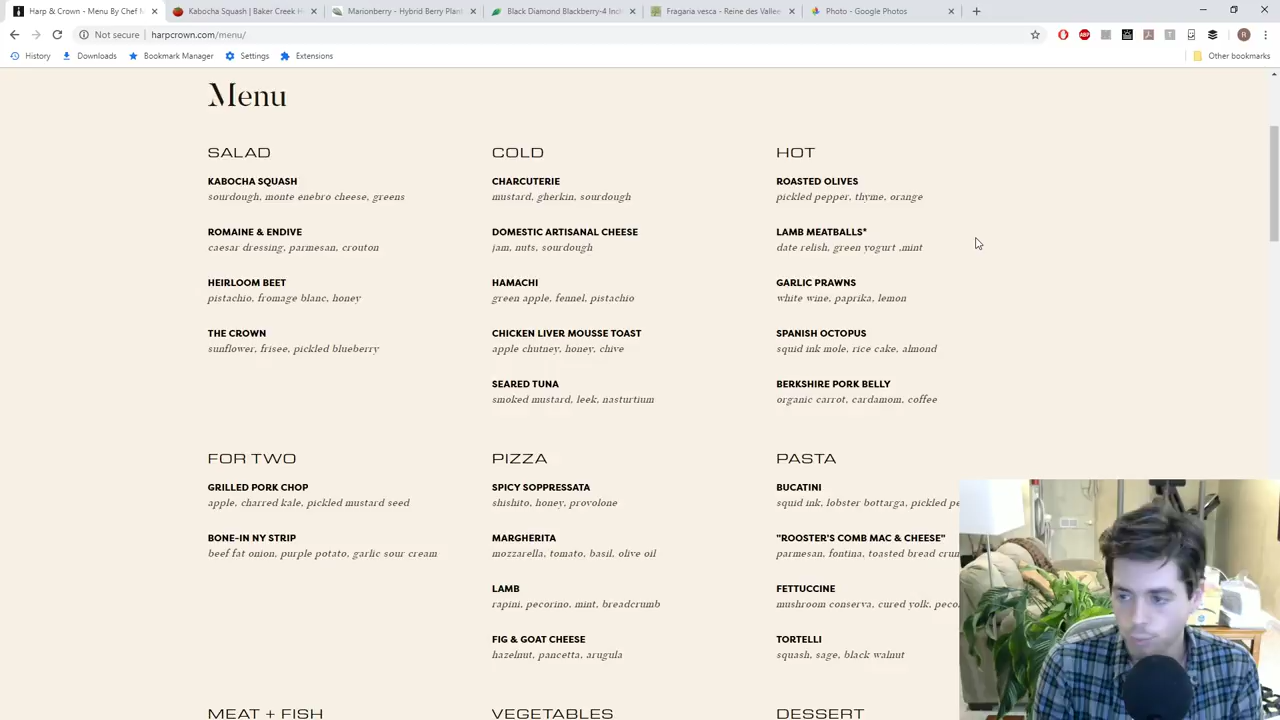 Harp & Crown - Menu By Chef M
Kabocha Squash | Baker Creek H
Marionberry - Hybrid Berry Plan
Black Diamond Blackberry-4 Inch
Fragaria vesca - Reine des Vallee
Photo - Google Photos
Not secure | harpcrown.com/menu/
ABP
R
History
Downloads
Bookmark Manager
Settings
Extensions
Other bookmarks
Menu
SALAD
KABOCHA SQUASH
sourdough, monte enebro cheese, greens
ROMAINE & ENDIVE
caesar dressing, parmesan, crouton
HEIRLOOM BEET
pistachio, fromage blanc, honey
THE CROWN
sunflower, frisee, pickled blueberry
COLD
CHARCUTERIE
mustard, gherkin, sourdough
DOMESTIC ARTISANAL CHEESE
jam, nuts, sourdough
HAMACHI
green apple, fennel, pistachio
CHICKEN LIVER MOUSSE TOAST
apple chutney, honey, chive
SEARED TUNA
smoked mustard, leek, nasturtium
HOT
ROASTED OLIVES
pickled pepper, thyme, orange
LAMB MEATBALLS*
date relish, green yogurt ,mint
GARLIC PRAWNS
white wine, paprika, lemon
SPANISH OCTOPUS
squid ink mole, rice cake, almond
BERKSHIRE PORK BELLY
organic carrot, cardamom, coffee
FOR TWO
GRILLED PORK CHOP
apple, charred kale, pickled mustard seed
BONE-IN NY STRIP
beef fat onion, purple potato, garlic sour cream
PIZZA
SPICY SOPPRESSATA
shishito, honey, provolone
MARGHERITA
mozzarella, tomato, basil, olive oil
LAMB
rapini, pecorino, mint, breadcrumb
FIG & GOAT CHEESE
hazelnut, pancetta, arugula
PASTA
BUCATINI
squid ink, lobster bottarga, pickled pe
"ROOSTER'S COMB MAC & CHEESE"
parmesan, fontina, toasted bread crum
FETTUCCINE
mushroom conserva, cured yolk, peco
TORTELLI
squash, sage, black walnut
MEAT + FISH
VEGETABLES
DESSERT